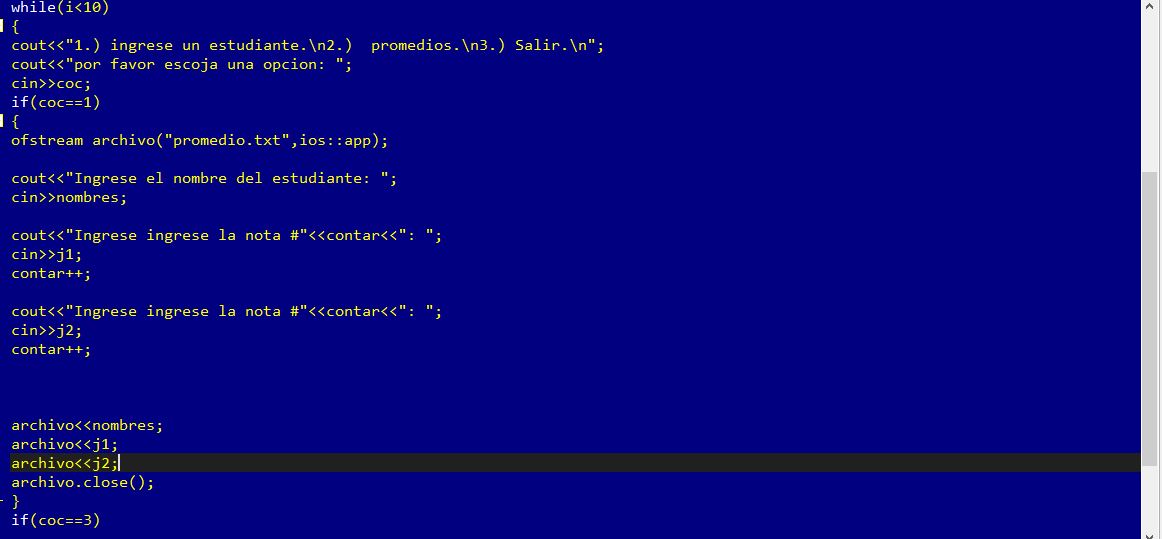 while(i<10)
{
cout<<"1.) ingrese un estudiante.\n2.)  promedios.\n3.) Salir.\n";
cout<<"por favor escoja una opcion: ";
cin>>coc;
if(coc==1)
{
ofstream archivo("promedio.txt",ios::app);
cout<<"Ingrese el nombre del estudiante: ";
cin>>nombres;
cout<<"Ingrese ingrese la nota #"<<contar<<": ";
cin>>j1;
contar++;
cout<<"Ingrese ingrese la nota #"<<contar<<": ";
cin>>j2;
contar++;
archivo<<nombres;
archivo<<j1;
archivo<<j2;
archivo.close();
}
if(coc==3)